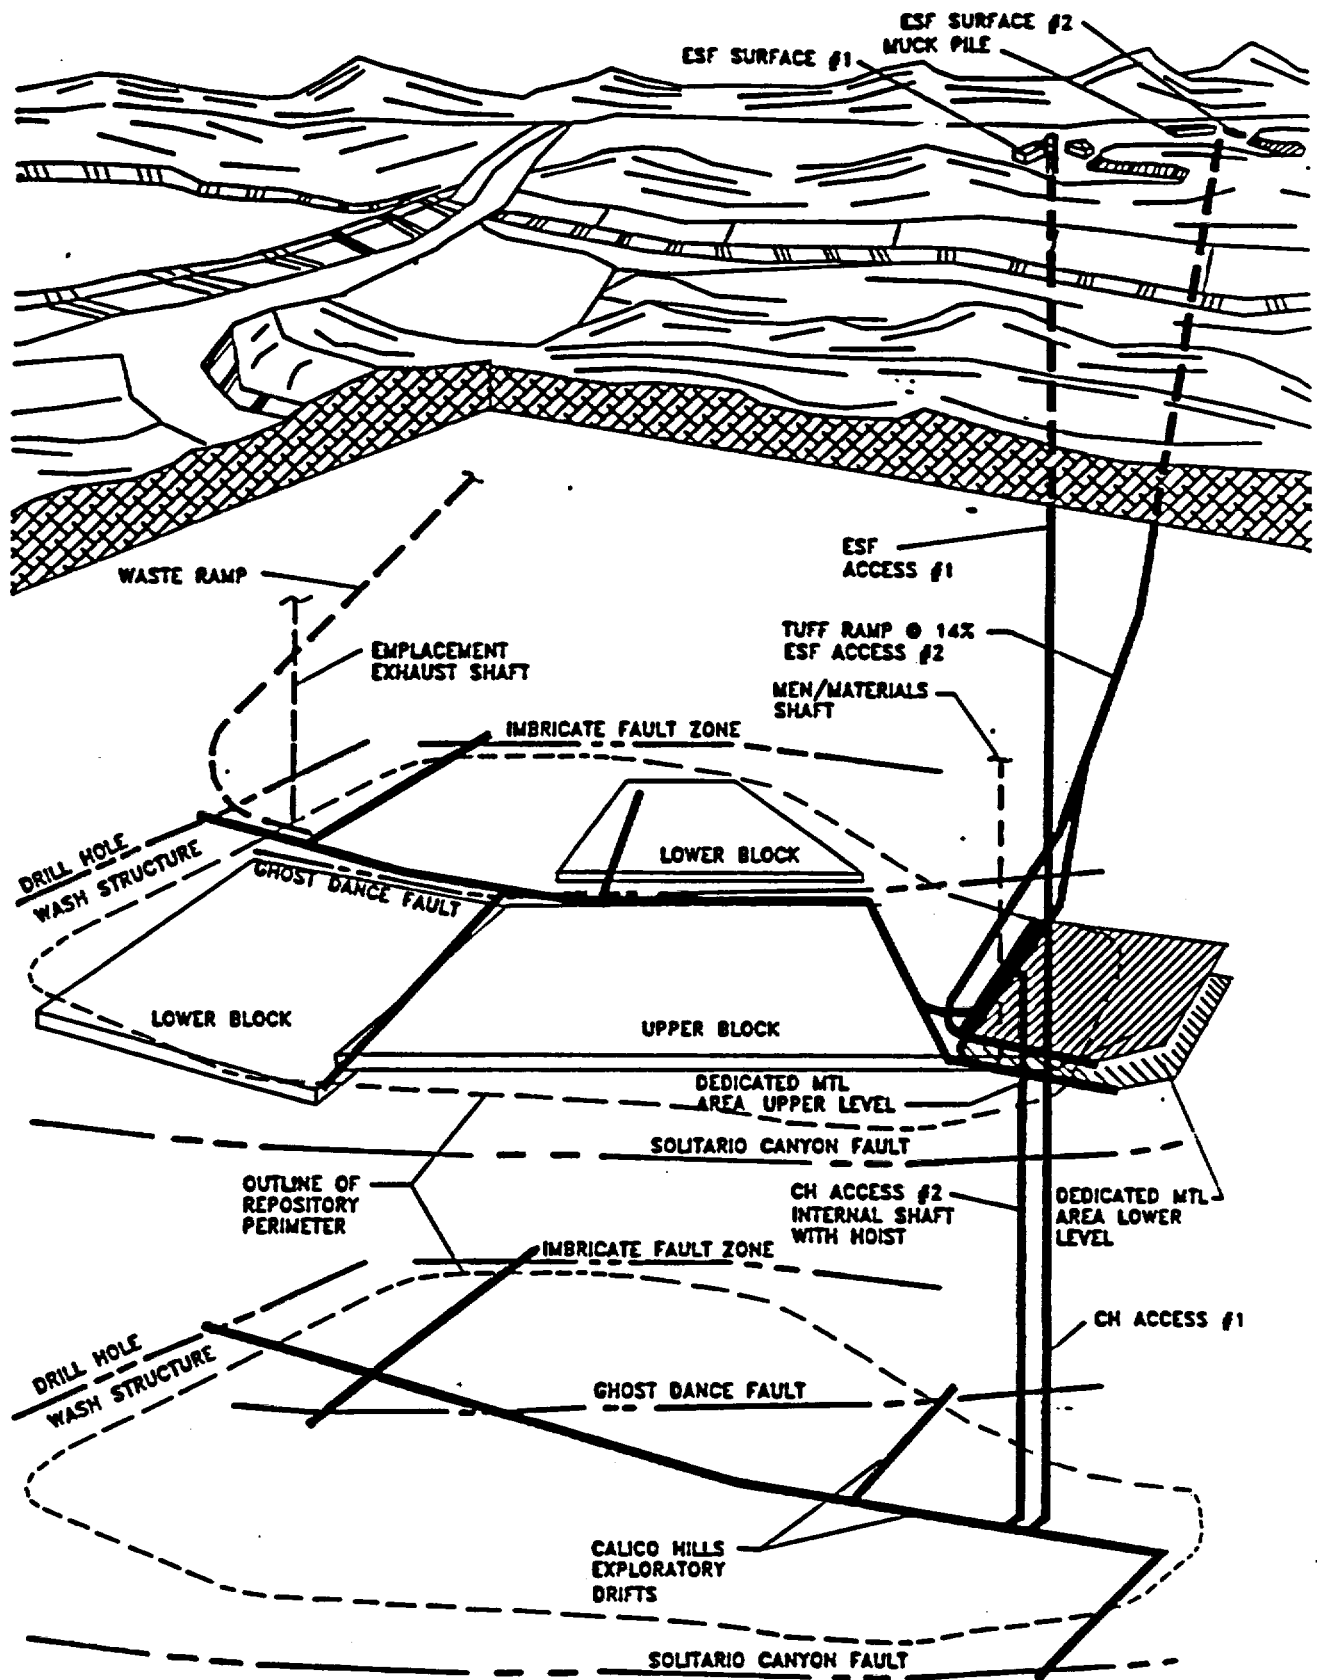 ESF SURFACE #2
MUCK PILE
ESF SURFACE #1
ESF
ACCESS #1
WASTE RAMP
TUFF RAMP @ 14%
ESF ACCESS #2
EMPLACEMENT
EXHAUST SHAFT
MEN/MATERIALS
SHAFT
IMBRICATE FAULT ZONE
DRILL HOLE
WASH STRUCTURE
GHOST DANCE FAULT
LOWER BLOCK
LOWER BLOCK
UPPER BLOCK
DEDICATED MTL
AREA UPPER LEVEL
SOLITARIO CANYON FAULT
OUTLINE OF
REPOSITORY
PERIMETER
CH ACCESS #2
INTERNAL SHAFT
WITH HOIST
DEDICATED MTL
AREA LOWER
LEVEL
IMBRICATE FAULT ZONE
CH ACCESS #1
DRILL HOLE
WASH STRUCTURE
GHOST DANCE FAULT
CALICO HILLS
EXPLORATORY
DRIFTS
SOLITARIO CANYON FAULT